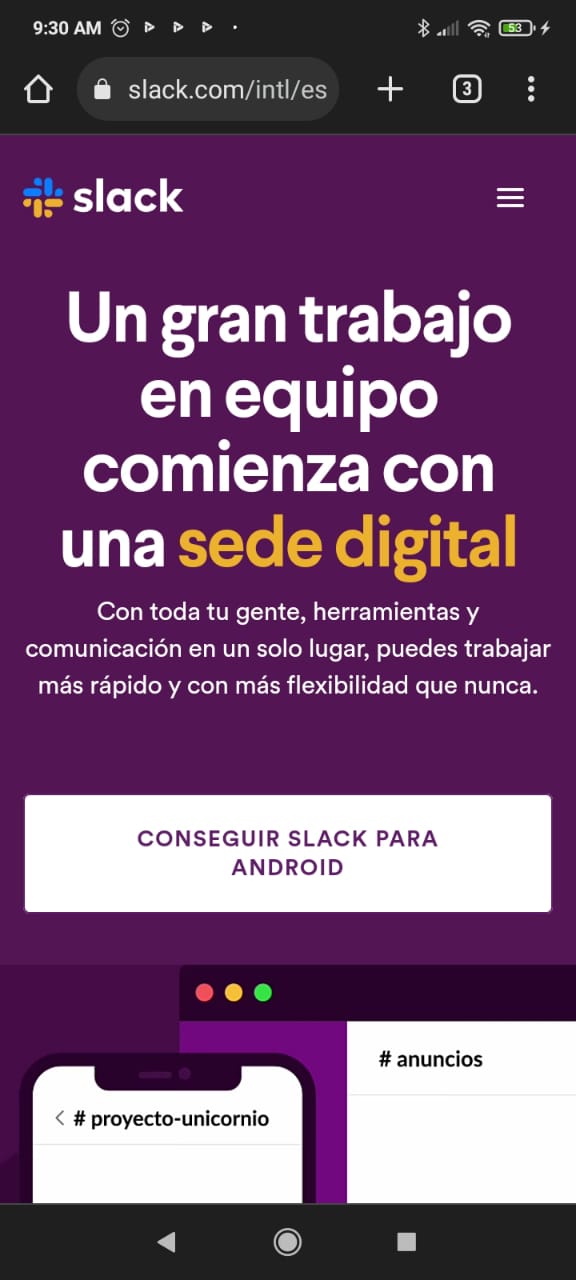 9:30 AM
53
slack.com/intl/es
3
slack
Un gran trabajo
en equipo
comienza con
una sede digital
Con toda tu gente, herramientas y
comunicación en un solo lugar, puedes trabajar
más rápido y con más flexibilidad que nunca.
CONSEGUIR SLACK PARA
ANDROID
# anuncios
# proyecto-unicornio